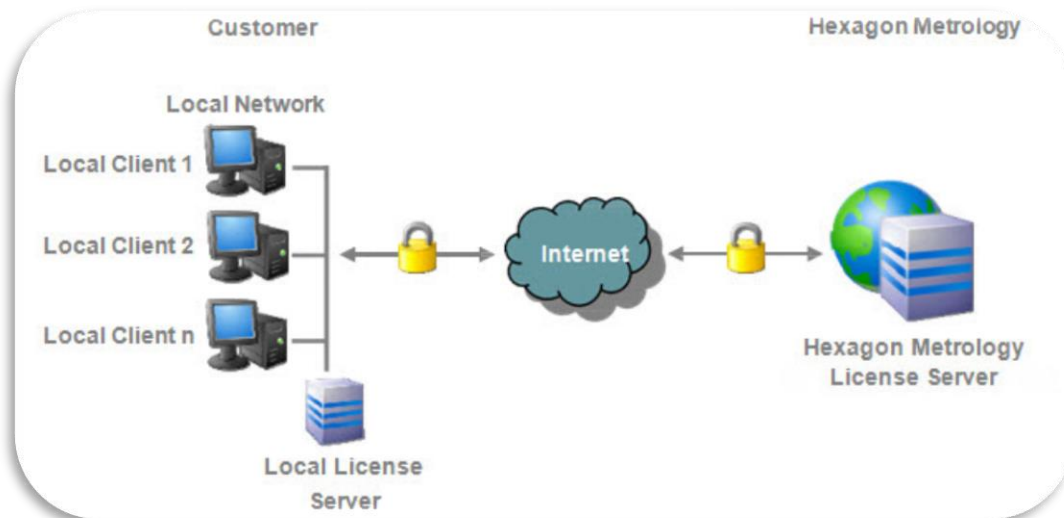 Customer
Hexagon Metrology
Local Network
Local Client 1
Local Client 2
Local Client n
Internet
Hexagon Metrology
License Server
Local License
Server